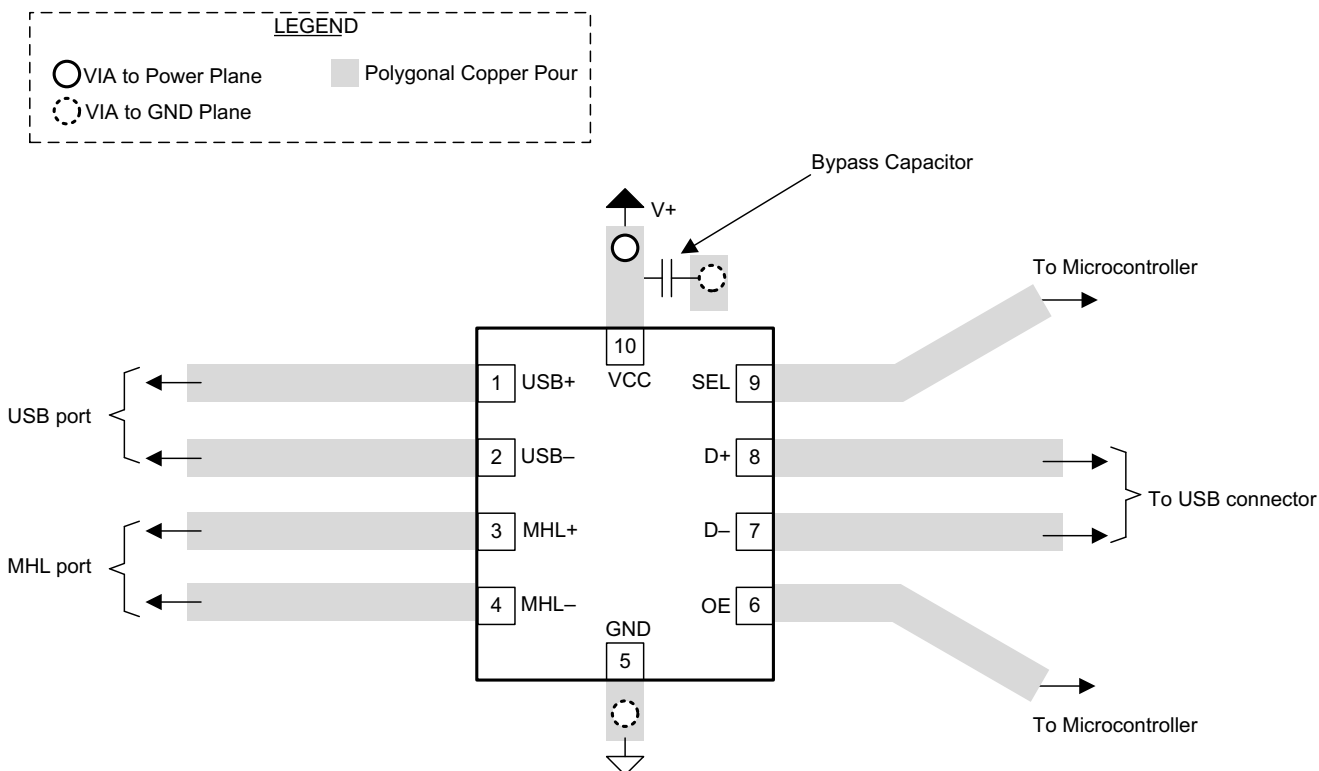 LEGEND
VIA to Power Plane
Polygonal Copper Pour
VIA to GND Plane
Bypass Capacitor
V+
To Microcontroller
10
VCC
1 USB+
SEL 9
USB port
2 USB–
D+ 8
To USB connector
3 MHL+
D– 7
MHL port
4 MHL–
OE 6
GND
5
To Microcontroller